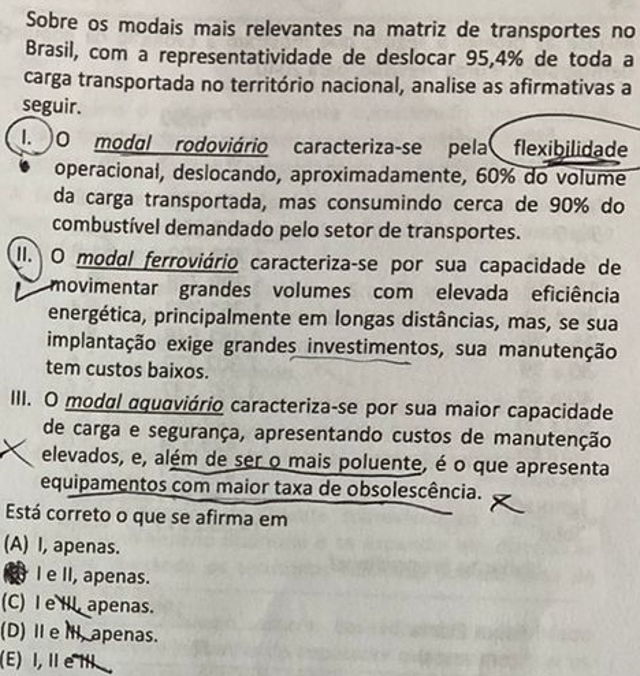 Sobre os modais mais relevantes na matriz de transportes no
Brasil, com a representatividade de deslocar 95,4% de toda a
carga transportada no território nacional, analise as afirmativas a
seguir.
I. O modal rodoviário caracteriza-se pela flexibilidade
operacional, deslocando, aproximadamente, 60% do volume
da carga transportada, mas consumindo cerca de 90% do
combustível demandado pelo setor de transportes.
II. O modal ferroviário caracteriza-se por sua capacidade de
movimentar grandes volumes com elevada eficiência
energética, principalmente em longas distâncias, mas, se sua
implantação exige grandes investimentos, sua manutenção
tem custos baixos.
III. O modal aquaviário caracteriza-se por sua maior capacidade
de carga e segurança, apresentando custos de manutenção
elevados, e, além de ser o mais poluente, é o que apresenta
equipamentos com maior taxa de obsolescência.
Está correto o que se afirma em
(A) I, apenas.
I e II, apenas.
(C) I e III, apenas.
(D) II e III, apenas.
(E) I, II e III.